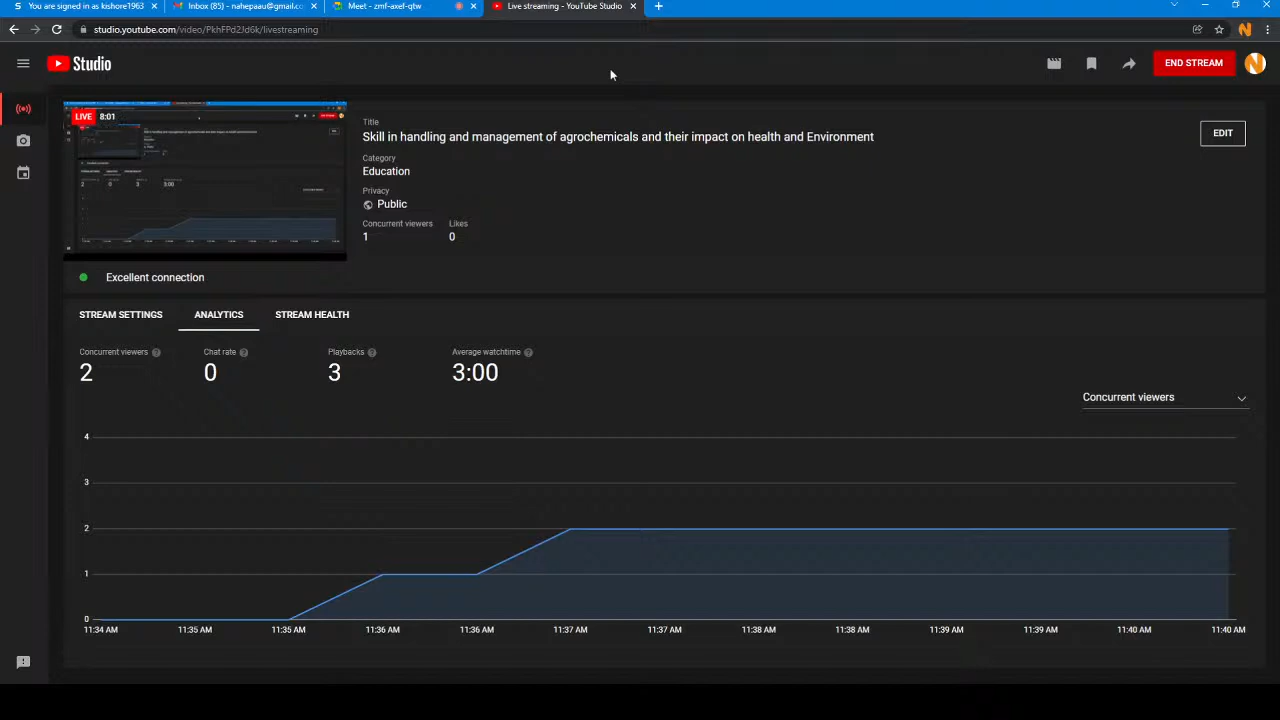 You are signed in as kishore1963
Inbox (85) - nahepaau@gmail.c
Meet - zmf-axef-qtw
Live streaming - YouTube Studio
studio.youtube.com/video/PkhFPd2Jd6k/livestreaming
Studio
END STREAM
LIVE 8:01
Title
Skill in handling and management of agrochemicals and their impact on health and Environment
EDIT
Category
Education
Privacy
Public
Concurrent viewers Likes
1 0
Excellent connection
STREAM SETTINGS ANALYTICS STREAM HEALTH
Concurrent viewers Chat rate Playbacks Average watchtime
2 0 3 3:00
Concurrent viewers
4
3
2
1
0
11:34 AM 11:35 AM 11:35 AM 11:36 AM 11:36 AM 11:37 AM 11:37 AM 11:38 AM 11:38 AM 11:39 AM 11:39 AM 11:40 AM 11:40 AM